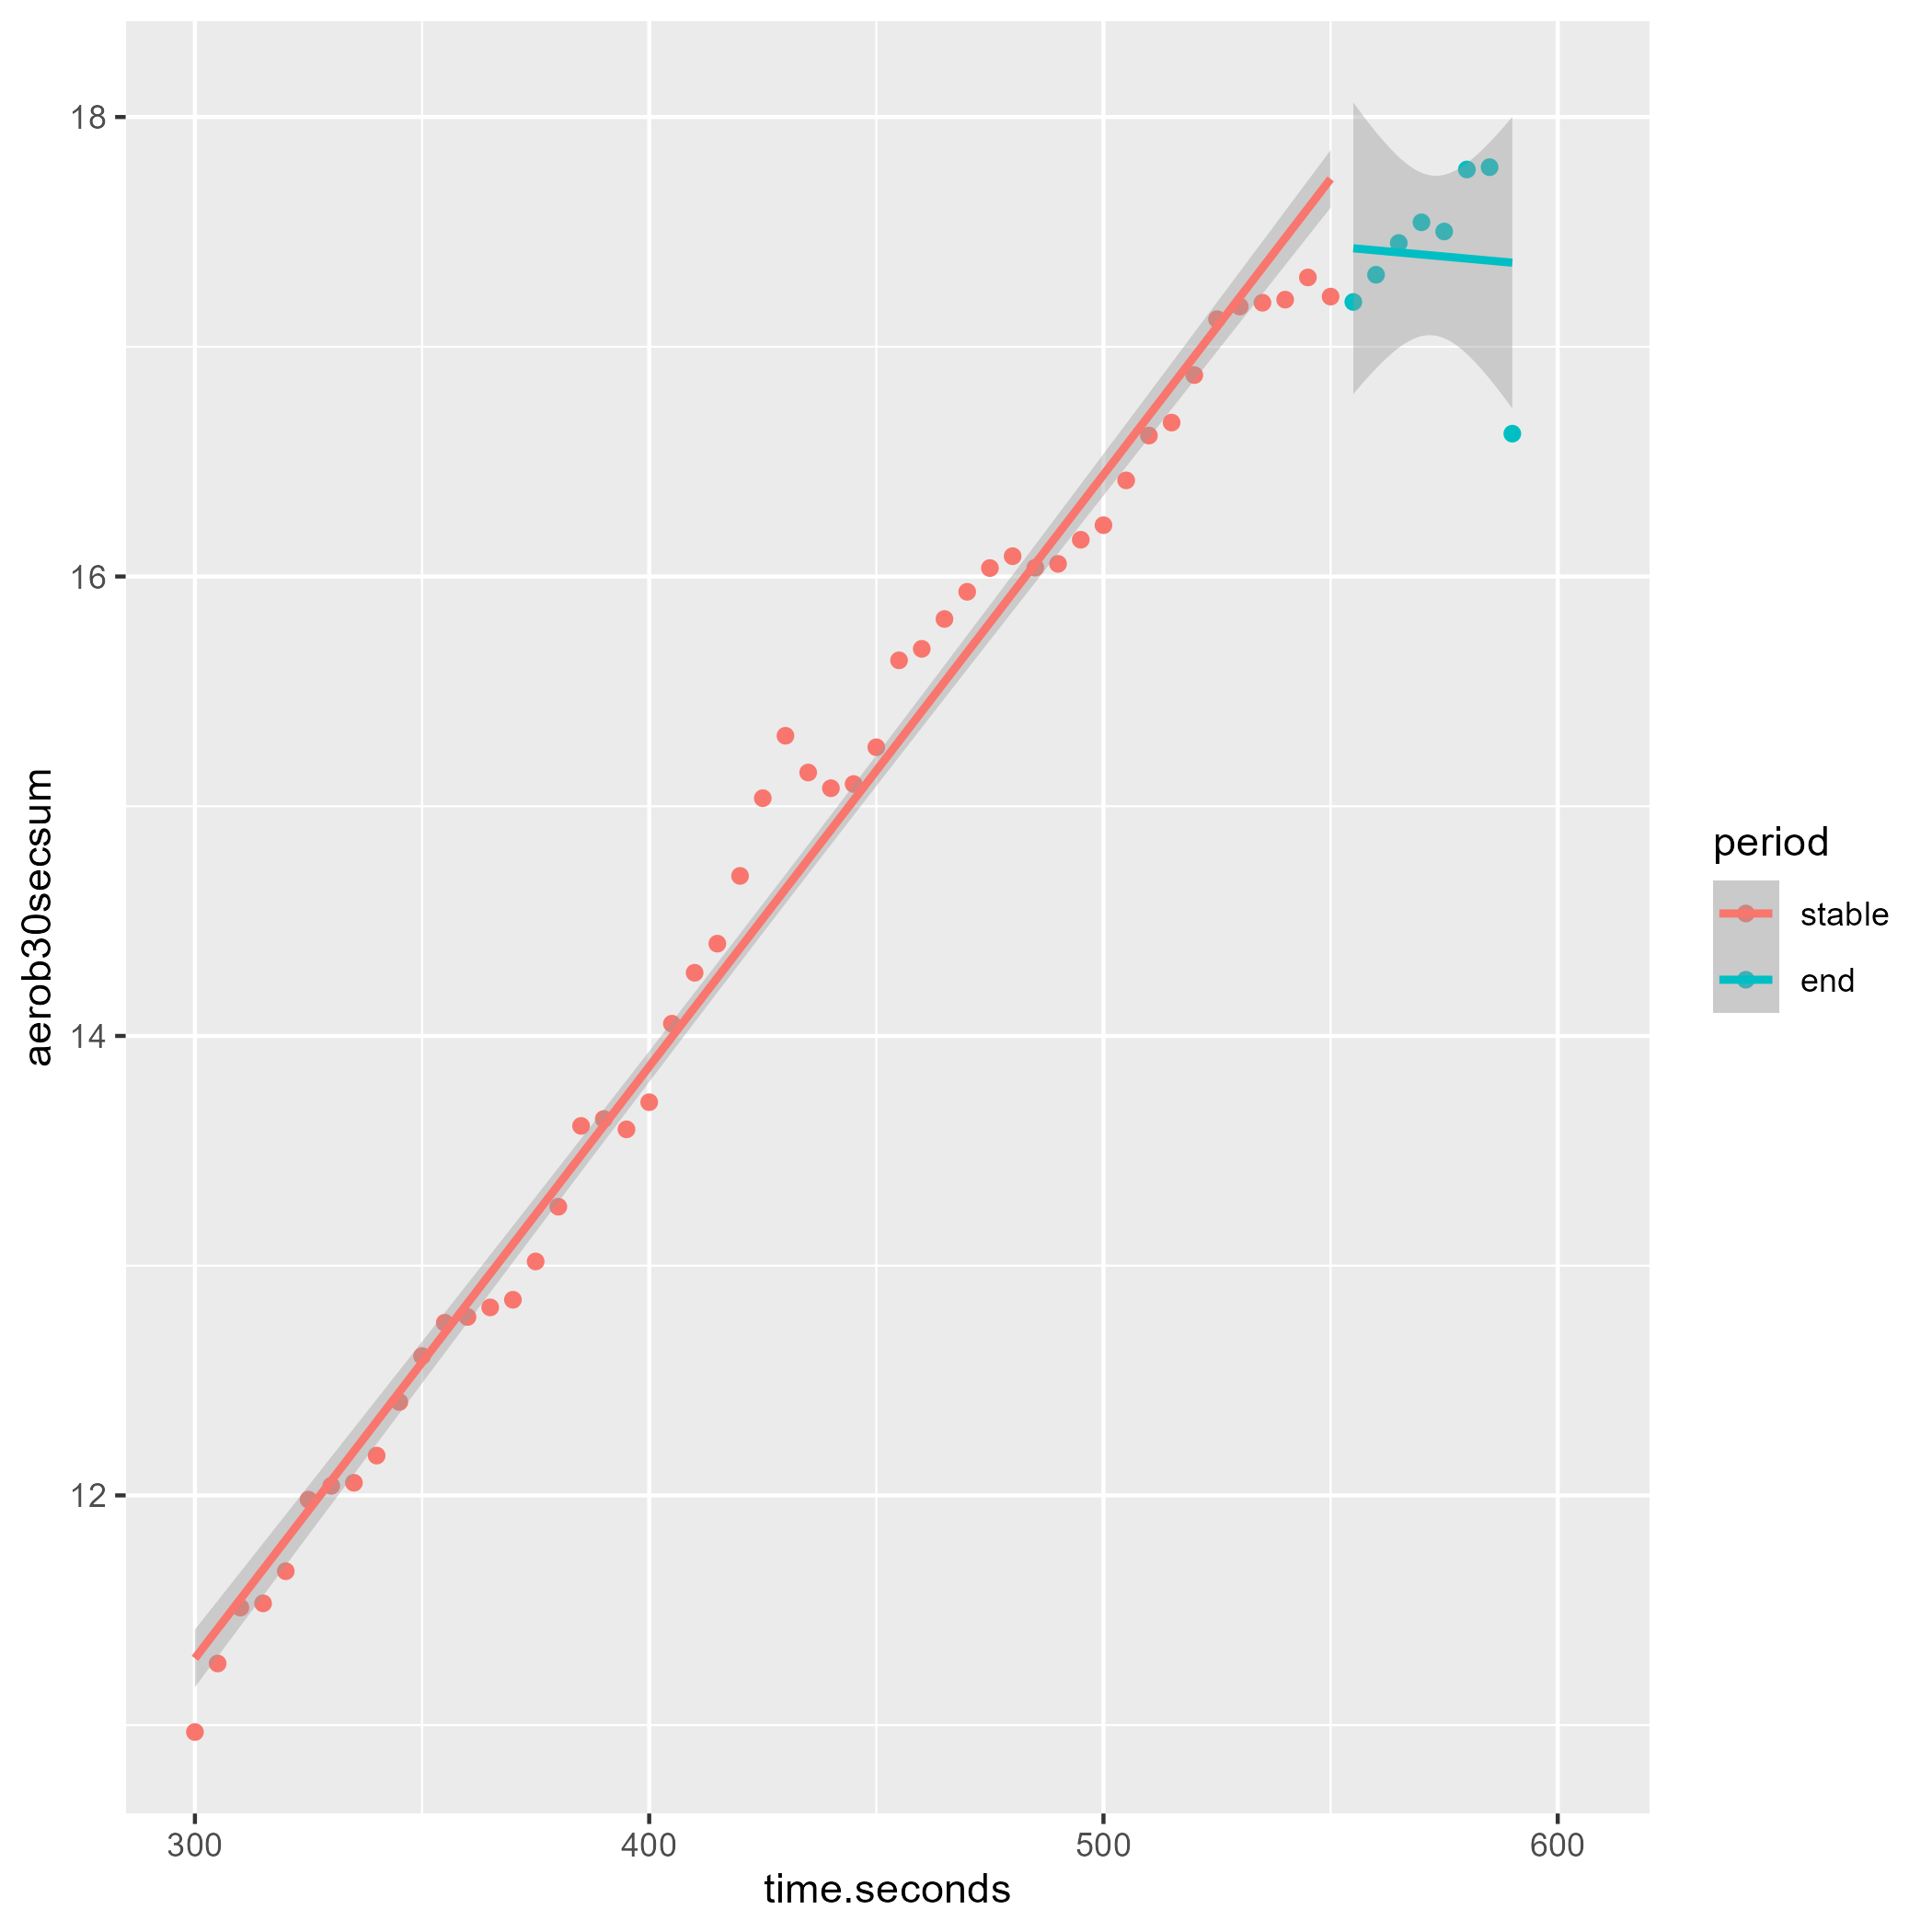 18
16
14
12
aerob30secsum
300
400
500
600
time.seconds
period
stable
end